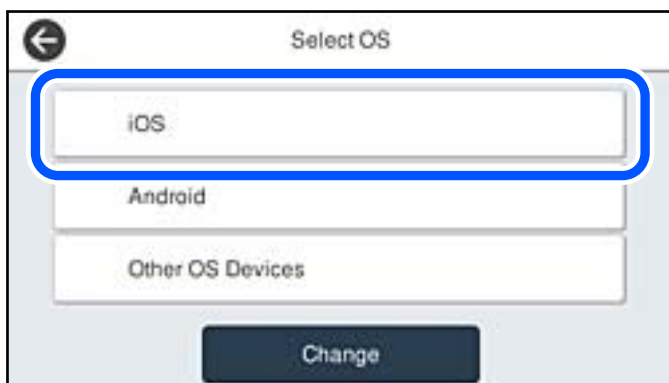 Select OS
iOS
Android
Other OS Devices
Change